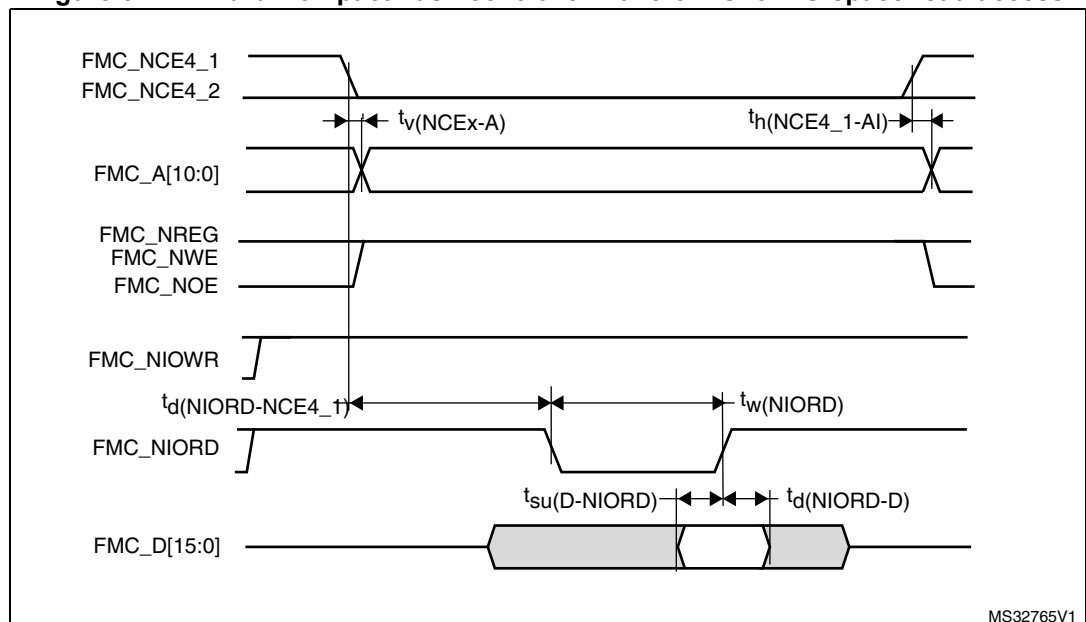 FMC_NCE4_1
FMC_NCE4_2
tv(NCEx-A)
th(NCE4_1-AI)
FMC_A[10:0]
FMC_NREG
FMC_NWE
FMC_NOE
FMC_NIOWR
td(NIORD-NCE4_1)
tw(NIORD)
FMC_NIORD
tsu(D-NIORD)
td(NIORD-D)
FMC_D[15:0]
MS32765V1